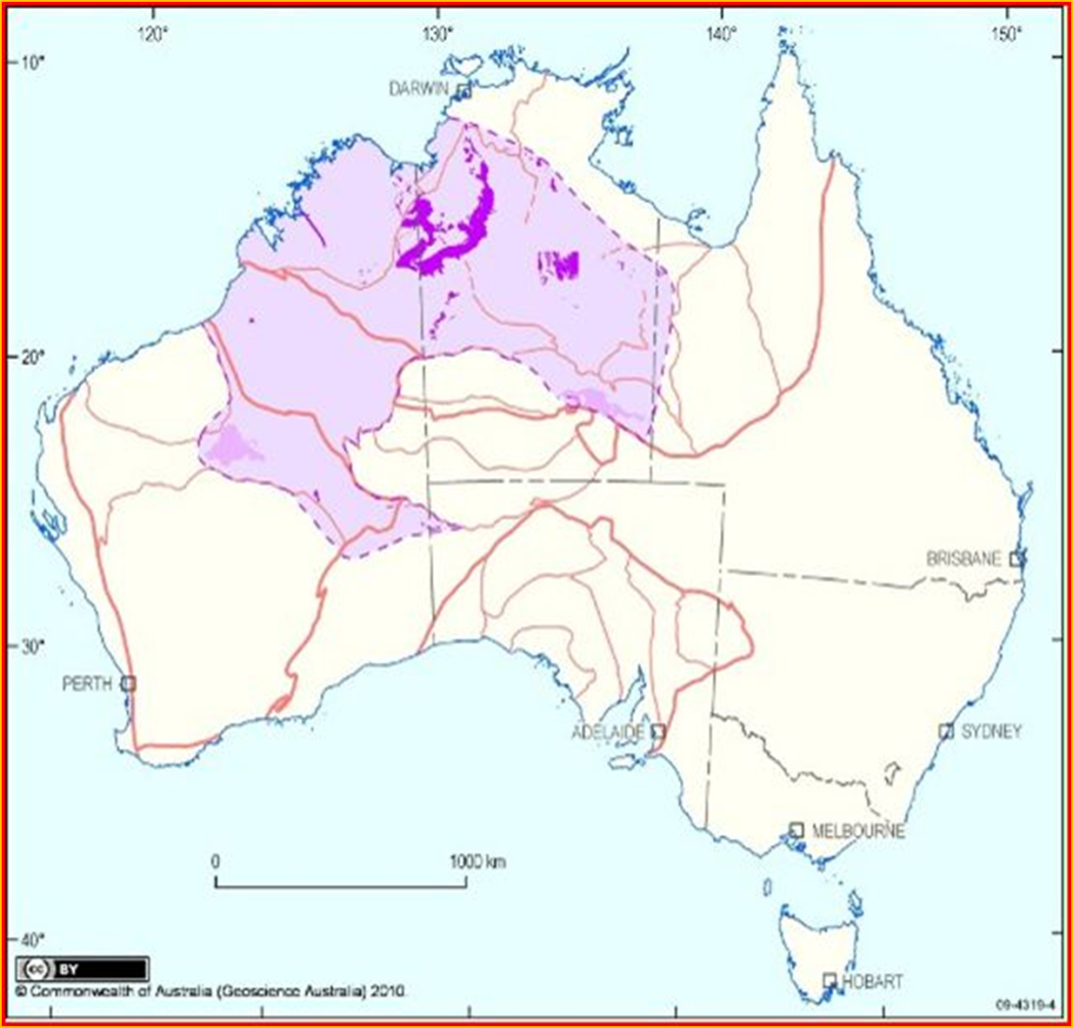 120°
130°
140°
150°
10°
DARWIN
20°
BRISBANE
30°
PERTH
ADELAIDE
SYDNEY
MELBOURNE
0
1000 km
40°
cc BY
HOBART
© Commonwealth of Australia (Geoscience Australia) 2010.
09-4319-4